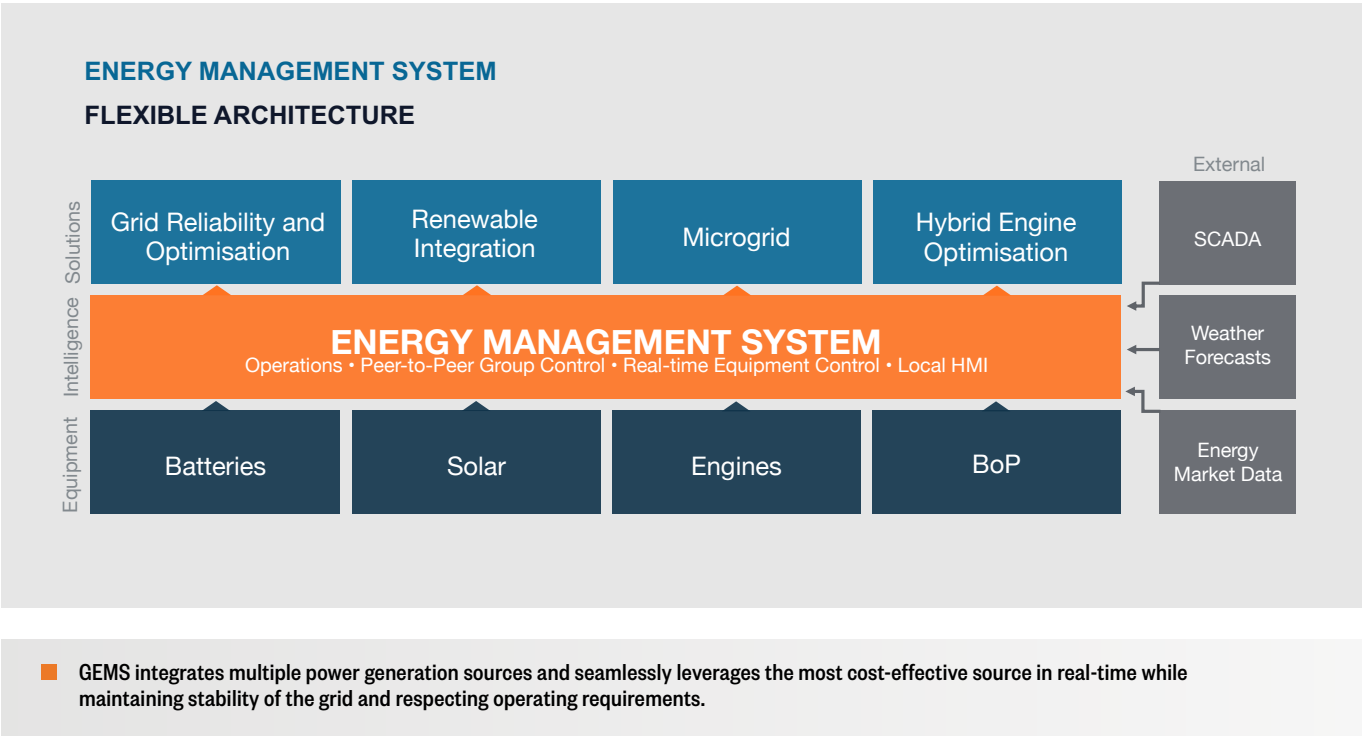 ENERGY MANAGEMENT SYSTEM
FLEXIBLE ARCHITECTURE
External
Solutions
Grid Reliability and
Optimisation
Renewable
Integration
Microgrid
Hybrid Engine
Optimisation
SCADA
Intelligence
ENERGY MANAGEMENT SYSTEM
Operations • Peer-to-Peer Group Control • Real-time Equipment Control • Local HMI
Weather
Forecasts
Equipment
Batteries
Solar
Engines
BoP
Energy
Market Data
GEMS integrates multiple power generation sources and seamlessly leverages the most cost-effective source in real-time while
maintaining stability of the grid and respecting operating requirements.